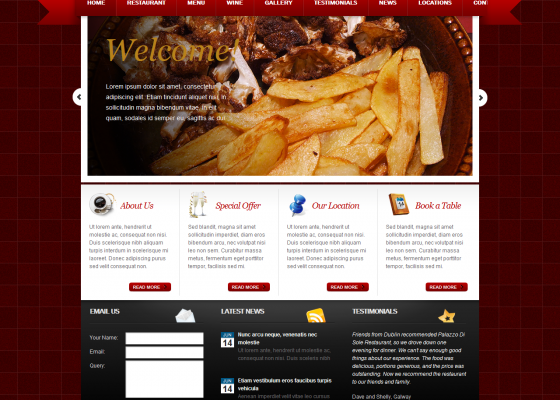 HOME RESTAURANT MENU WINE GALLERY TESTIMONIALS NEWS LOCATIONS CONT
Welcome
Lorem ipsum dolor sit amet, consectetur
adipiscing elit. Etiam tincidunt aliquet nisl. In
sollicitudin magna bibendum vitae. In elit
quam, sodales id semper eu, sagittis ac dui.
About Us
Ut lorem ante, hendrerit ut
molestie ac, consequat non nisi.
Duis scelerisque nibh aliquam
turpis interdum in scelerisque mi
laoreet. Donec adipiscing purus
sed velit consequat non.
READ MORE
Special Offer
Sed blandit, magna sit amet
sollicitudin imperdiet, diam eros
bibendum arcu, nec volutpat nisi
leo non sem. Curabitur massa
metus, fermentum eget porttitor
tempor, facilisis sed mi.
READ MORE
Our Location
Ut lorem ante, hendrerit ut
molestie ac, consequat non nisi.
Duis scelerisque nibh aliquam
turpis interdum in scelerisque mi
laoreet. Donec adipiscing purus
sed velit consequat non.
READ MORE
Book a Table
Sed blandit, magna sit amet
sollicitudin imperdiet, diam eros
bibendum arcu, nec volutpat nisi
leo non sem. Curabitur massa
metus, fermentum eget porttitor
tempor, facilisis sed mi.
READ MORE
EMAIL US
Your Name:
Email:
Query:
LATEST NEWS
JUN
14
Nunc arcu neque, venenatis nec
molestie
Ut lorem ante, hendrerit ac
consequat non nisi. Duis sceleris nibh
JUN
14
Etiam vestibulum eros faucibus turpis
vehicula
Aenean imperdiet velit vitae leo cursus
TESTIMONIALS
Friends from Dublin recommended Palazzo Di
Sole Restaurant, so we drove down one
evening for dinner. We can't say enough good
things about our experience. The food was
delicious, portions generous, and the price was
outstanding. Now we recommend the restaurant
to our friends and family.
Dave and Shelly, Galway